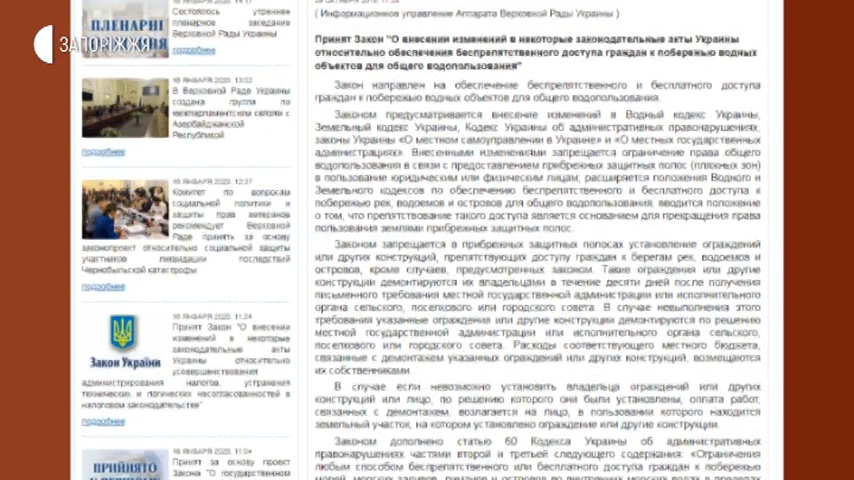 ЗАПОРІЖЖЯ
ПЛЕНАРНІ
Состоялось утреннее
пленарное заседание
Верховной Рады Украины
подробнее
16 ЯНВАРЯ 2020, 13:02
В Верховной Раде Украины
создана группа по
межпарламентским связям с
Азербайджанской
Республикой
подробнее
16 ЯНВАРЯ 2020, 12:37
Комитет по вопросам
социальной политики и
защиты прав ветеранов
рекомендует Верховной
Раде принять за основу
законопроект относительно социальной защиты
участников ликвидации последствий
Чернобыльской катастрофы
подробнее
16 ЯНВАРЯ 2020, 11:24
Закон України
Принят Закон "О внесении
изменений в некоторые
законодательные акты
Украины относительно
усовершенствования
администрирования налогов, устранения
технических и логических несогласованностей в
налоговом законодательстве"
подробнее
16 ЯНВАРЯ 2020, 11:04
ПРИЙНЯТО
Принят за основу проект
Закона "О государственном
( Информационное управление Аппарата Верховной Рады Украины )
Принят Закон "О внесении изменений в некоторые законодательные акты Украины
относительно обеспечения беспрепятственного доступа граждан к побережью водных
объектов для общего водопользования"
Закон направлен на обеспечение беспрепятственного и бесплатного доступа
граждан к побережью водных объектов для общего водопользования.
Законом предусматривается внесение изменений в Водный кодекс Украины,
Земельный кодекс Украины, Кодекс Украины об административных правонарушениях,
законы Украины «О местном самоуправлении в Украине» и «О местных государственных
администрациях». Внесенными изменениями запрещается ограничение права общего
водопользования в связи с предоставлением прибрежных защитных полос (пляжных зон)
в пользование юридическим или физическим лицам, расширяется положения Водного и
Земельного кодексов по обеспечению беспрепятственного и бесплатного доступа к
побережью рек, водоемов и островов для общего водопользования, вводится положение
о том, что препятствование такого доступа является основанием для прекращения права
пользования землями прибрежных защитных полос.
Законом запрещается в прибрежных защитных полосах установление ограждений
или других конструкций, препятствующих доступу граждан к берегам рек, водоемов и
островов, кроме случаев, предусмотренных законом. Такие ограждения или другие
конструкции демонтируются их владельцами в течение десяти дней после получения
письменного требования местной государственной администрации или исполнительного
органа сельского, поселкового или городского совета. В случае невыполнения этого
требования указанные ограждения или другие конструкции демонтируются по решению
местной государственной администрации или исполнительного органа сельского,
поселкового или городского совета. Расходы соответствующего местного бюджета,
связанные с демонтажем указанных ограждений или других конструкций, возмещаются
их собственниками.
В случае если невозможно установить владельца ограждений или других
конструкций или лицо, по решению которого они были установлены, оплата работ,
связанных с демонтажем, возлагается на лицо, в пользовании которого находится
земельный участок, на котором установлено ограждение или другие конструкции.
Законом дополнено статью 60 Кодекса Украины об административных
правонарушениях частями второй и третьей следующего содержания: «Ограничения
любым способом беспрепятственного или бесплатного доступа граждан к побережью